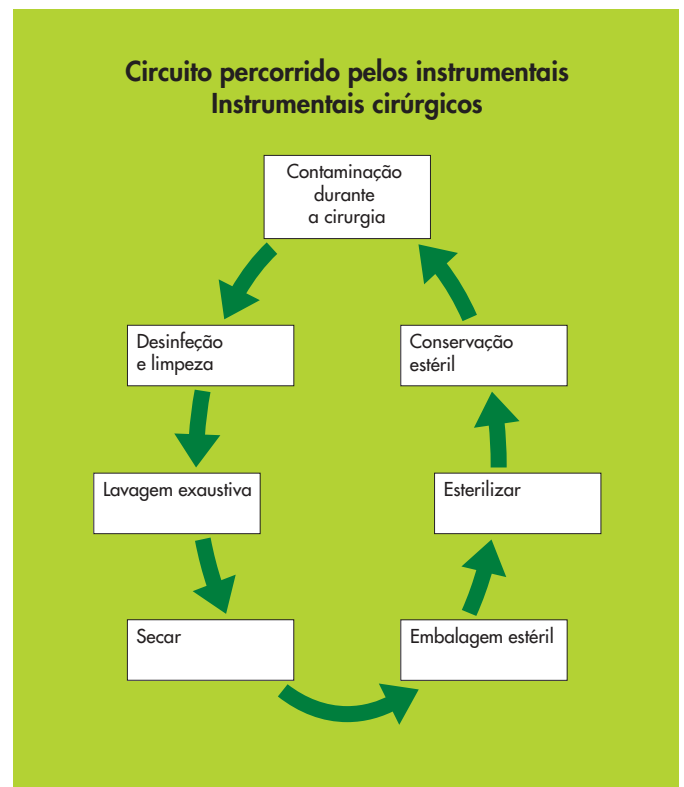 Circuito percorrido pelos instrumentais
Instrumentais cirúrgicos
Contaminação
durante
a cirurgia
Desinfeção
e limpeza
Lavagem exaustiva
Secar
Embalagem estéril
Esterilizar
Conservação
estéril